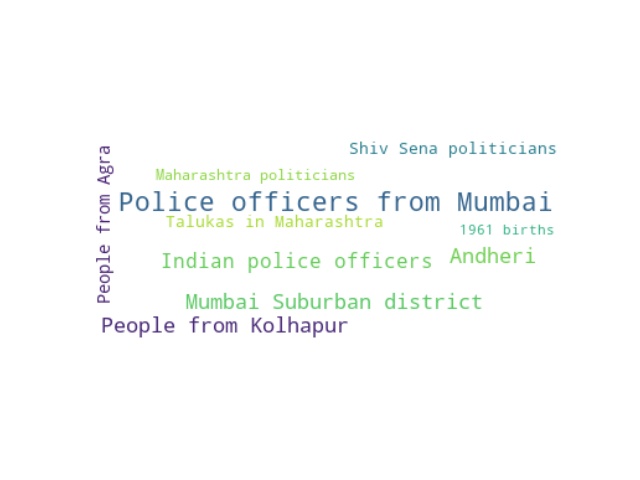 Shiv Sena politicians
People from Agra
Maharashtra politicians
Police officers from Mumbai
Talukas in Maharashtra
1961 births
Indian police officers
Andheri
Mumbai Suburban district
People from Kolhapur